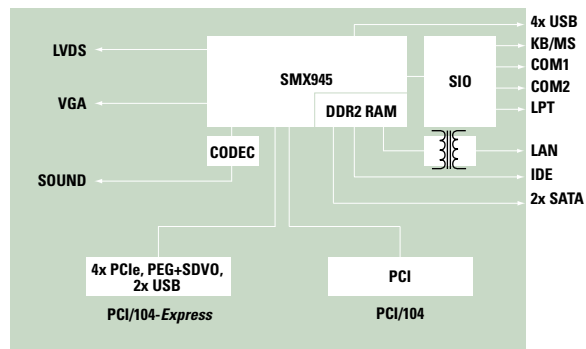 4x USB
LVDS
KB/MS
COM1
SMX945
SIO
COM2
VGA
DDR2 RAM
LPT
CODEC
LAN
IDE
SOUND
2x SATA
4x PCIe, PEG+SDVO,
2x USB
PCI
PCI/104-Express
PCI/104